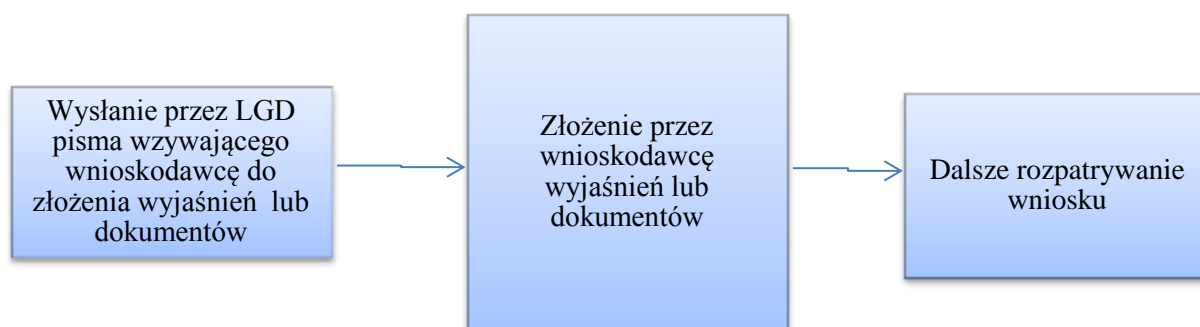 Wysłanie przez LGD
pisma wzywającego
wnioskodawcę do
złożenia wyjaśnień lub
dokumentów
Złożenie przez
wnioskodawcę
wyjaśnień lub
dokumentów
Dalsze rozpatrywanie
wniosku